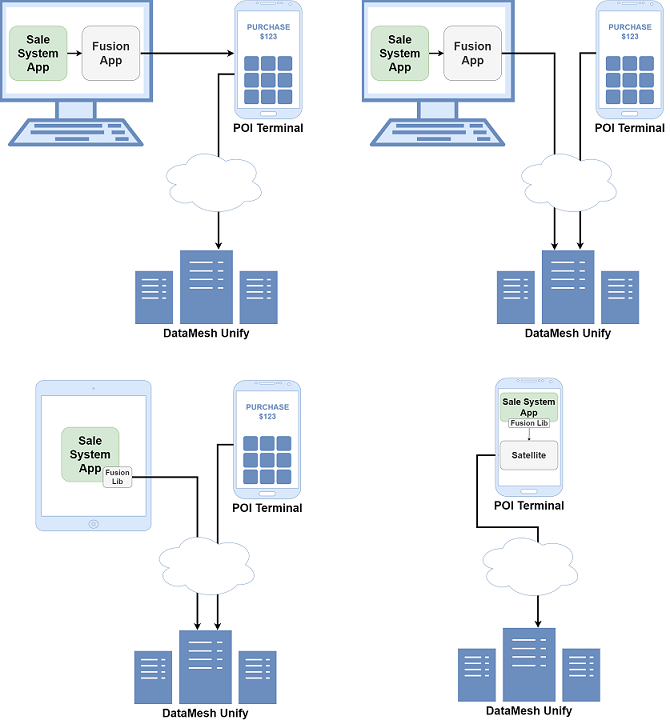 Sale
System
App
Fusion
App
PURCHASE
$123
POI Terminal
DataMesh Unify
Sale
System
App
Fusion
App
PURCHASE
$123
POI Terminal
DataMesh Unify
Sale
System
App
Fusion
Lib
PURCHASE
$123
POI Terminal
DataMesh Unify
Sale System
App
Fusion Lib
Satellite
POI Terminal
DataMesh Unify